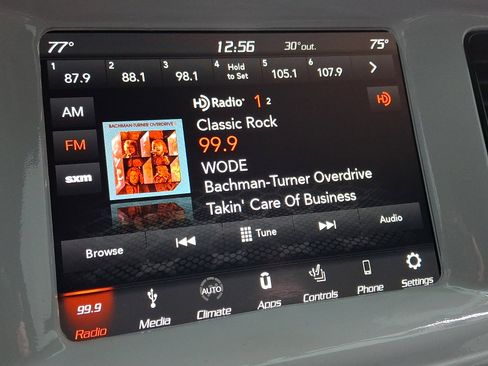 77° 12:56 30°out. 75°
1 2 3 4 5 6
87.9 88.1 98.1 Hold to Set 105.1 107.9
AM
HD Radio 1 2
HD
Classic Rock
BACHMAN-TURNER OVERDRIVE
FM
99.9
WODE
sxm
Bachman-Turner Overdrive
Takin' Care Of Business
Browse Tune Audio
99.9 AUTO
Radio Media Climate Apps Controls Phone Settings